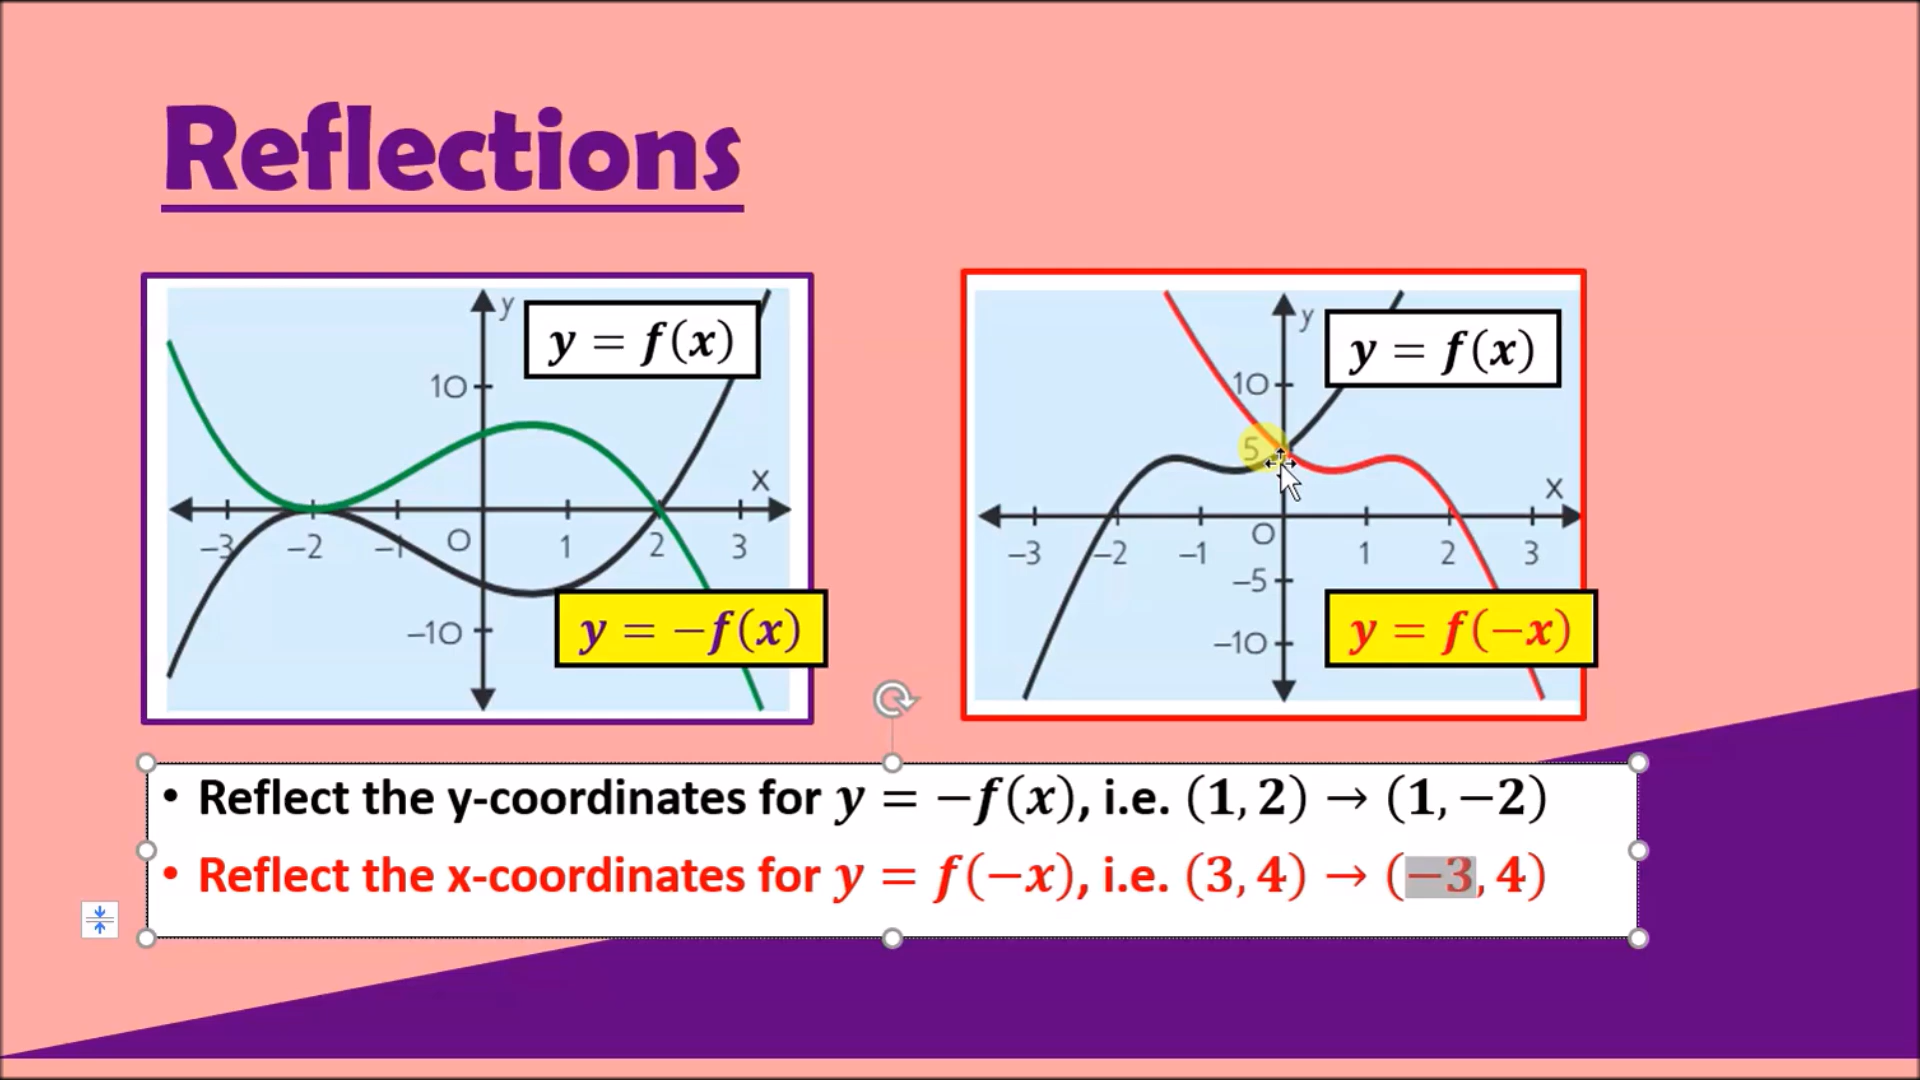 Reflections
y
y = f(x)
10
x
-3
-2
-1
O
1
2
3
-10
y = −f(x)
y
y = f(x)
10
5
x
-3
-2
-1
O
1
2
3
-5
-10
y = f(−x)
• Reflect the y-coordinates for y = −f(x), i.e. (1, 2) → (1, −2)
• Reflect the x-coordinates for y = f(−x), i.e. (3, 4) → (−3, 4)